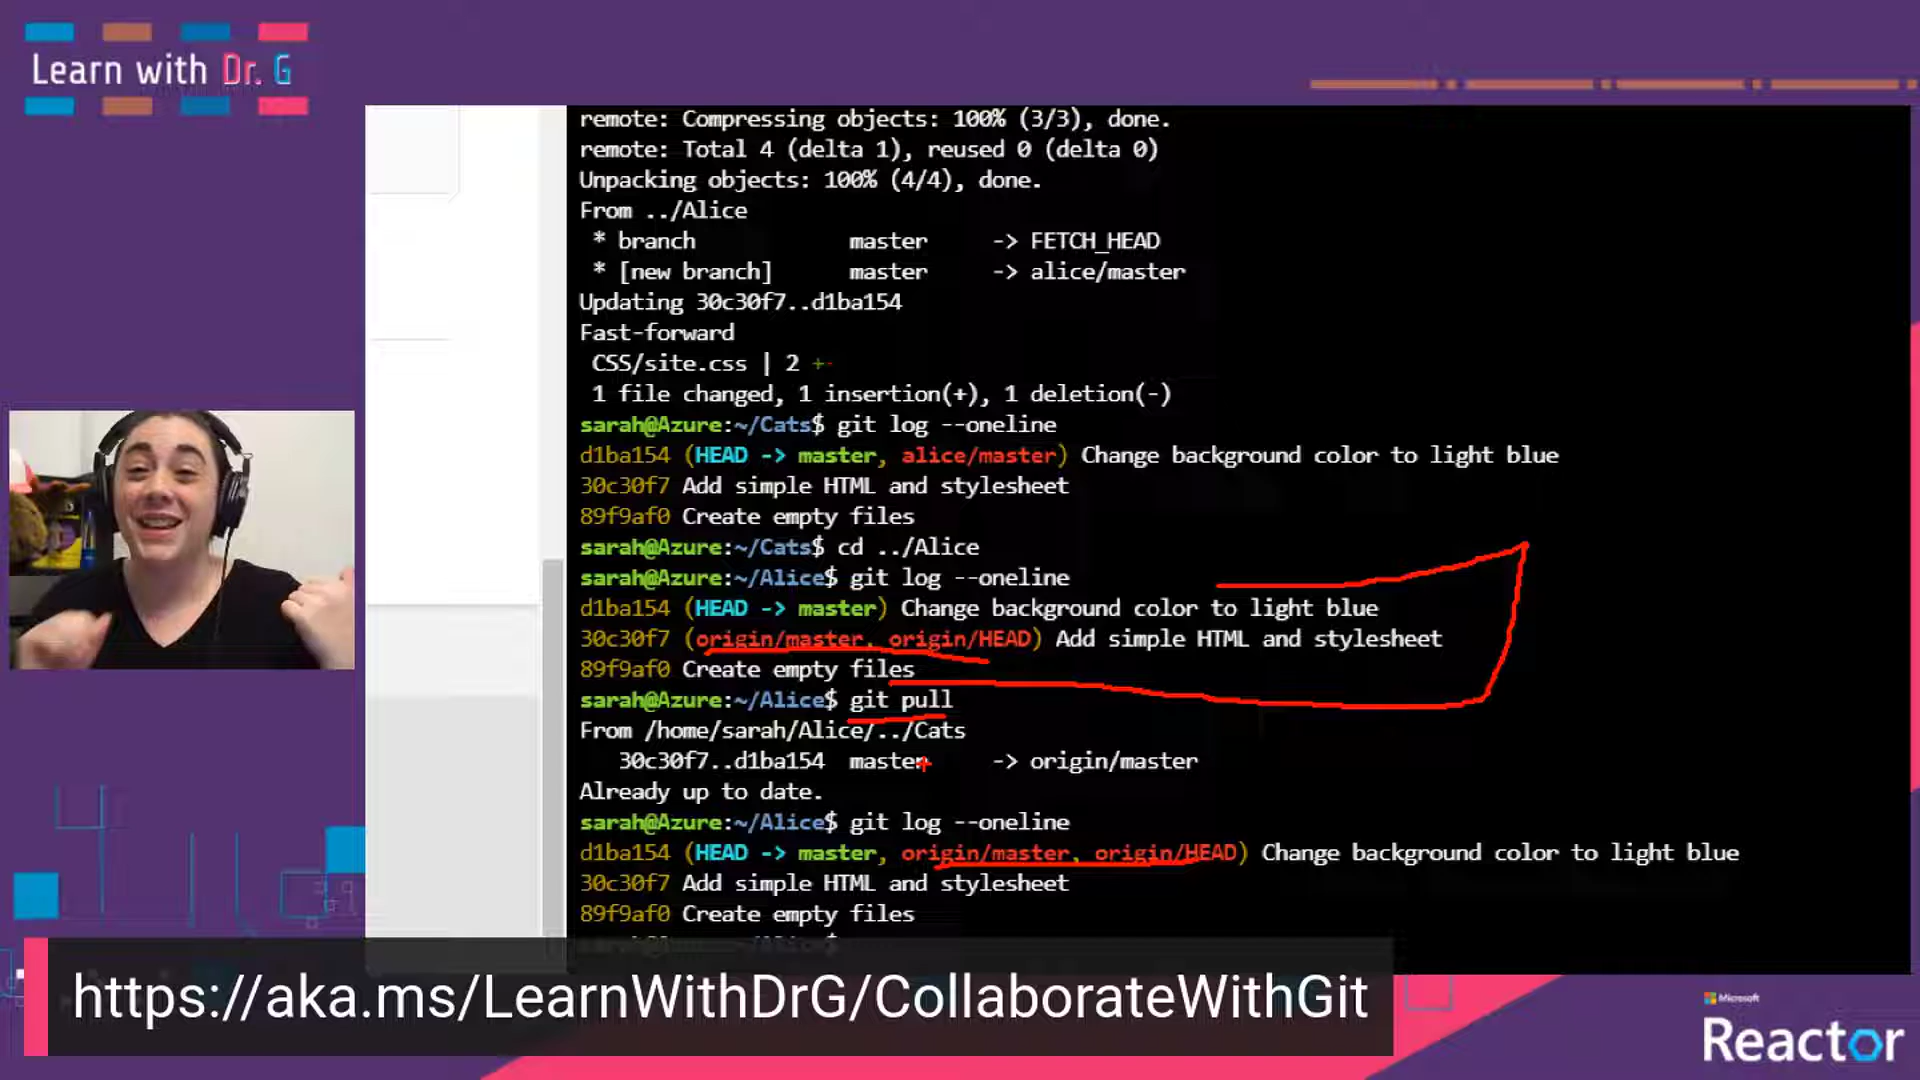 Learn with Dr. G
remote: Compressing objects: 100% (3/3), done.
remote: Total 4 (delta 1), reused 0 (delta 0)
Unpacking objects: 100% (4/4), done.
From ../Alice
 * branch            master     -> FETCH_HEAD
 * [new branch]      master     -> alice/master
Updating 30c30f7..d1ba154
Fast-forward
 CSS/site.css | 2 +-
 1 file changed, 1 insertion(+), 1 deletion(-)
sarah@Azure:~/Cats$ git log --oneline
d1ba154 (HEAD -> master, alice/master) Change background color to light blue
30c30f7 Add simple HTML and stylesheet
89f9af0 Create empty files
sarah@Azure:~/Cats$ cd ../Alice
sarah@Azure:~/Alice$ git log --oneline
d1ba154 (HEAD -> master) Change background color to light blue
30c30f7 (origin/master, origin/HEAD) Add simple HTML and stylesheet
89f9af0 Create empty files
sarah@Azure:~/Alice$ git pull
From /home/sarah/Alice/../Cats
   30c30f7..d1ba154  master     -> origin/master
Already up to date.
sarah@Azure:~/Alice$ git log --oneline
d1ba154 (HEAD -> master, origin/master, origin/HEAD) Change background color to light blue
30c30f7 Add simple HTML and stylesheet
89f9af0 Create empty files
https://aka.ms/LearnWithDrG/CollaborateWithGit
Microsoft
Reactor